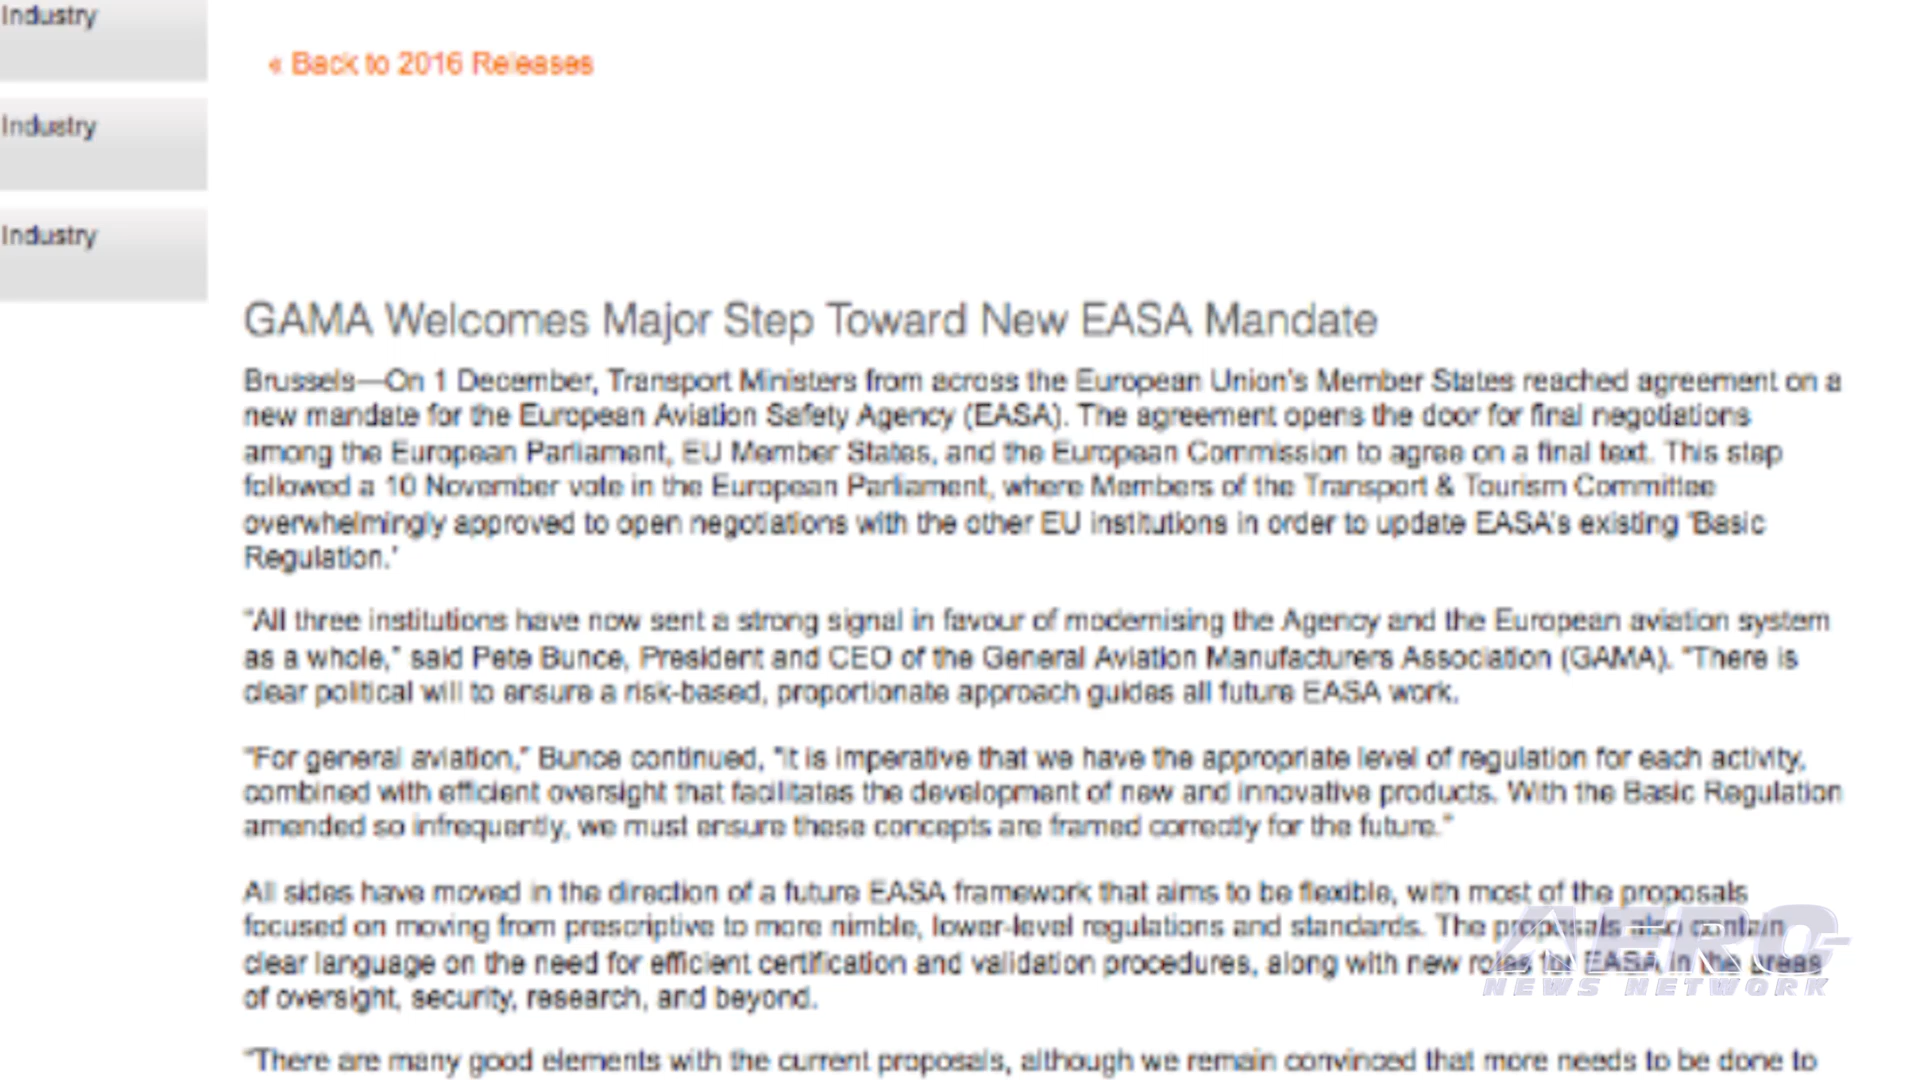 Industry
« Back to 2016 Releases
Industry
Industry
GAMA Welcomes Major Step Toward New EASA Mandate
Brussels—On 1 December, Transport Ministers from across the European Union's Member States reached agreement on a
new mandate for the European Aviation Safety Agency (EASA). The agreement opens the door for final negotiations
among the European Parliament, EU Member States, and the European Commission to agree on a final text. This step
followed a 10 November vote in the European Parliament, where Members of the Transport & Tourism Committee
overwhelmingly approved to open negotiations with the other EU institutions in order to update EASA's existing 'Basic
Regulation.'
"All three institutions have now sent a strong signal in favour of modernising the Agency and the European aviation system
as a whole," said Pete Bunce, President and CEO of the General Aviation Manufacturers Association (GAMA). "There is
clear political will to ensure a risk-based, proportionate approach guides all future EASA work.
"For general aviation," Bunce continued, "it is imperative that we have the appropriate level of regulation for each activity,
combined with efficient oversight that facilitates the development of new and innovative products. With the Basic Regulation
amended so infrequently, we must ensure these concepts are framed correctly for the future."
All sides have moved in the direction of a future EASA framework that aims to be flexible, with most of the proposals
focused on moving from prescriptive to more nimble, lower-level regulations and standards. The proposals also contain
clear language on the need for efficient certification and validation procedures, along with new roles for EASA in the areas
of oversight, security, research, and beyond.
"There are many good elements with the current proposals, although we remain convinced that more needs to be done to
AERO
NEWS NETWORK